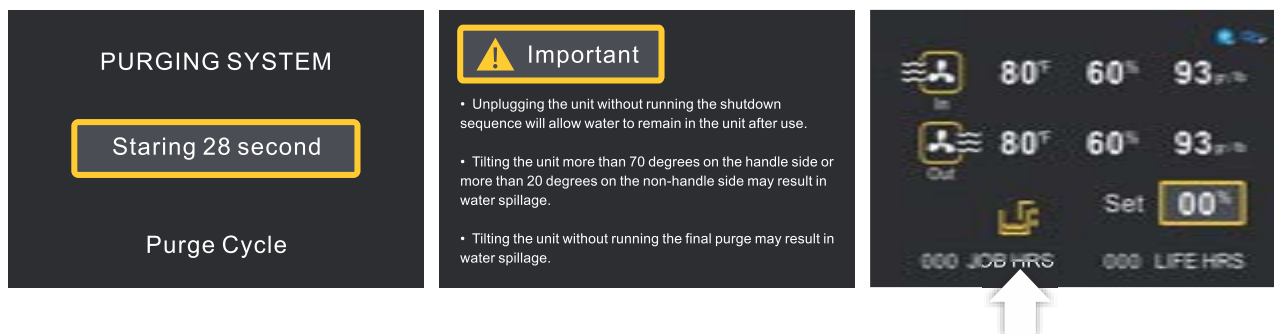 PURGING SYSTEM
Staring 28 second
Purge Cycle
Important
• Unplugging the unit without running the shutdown
sequence will allow water to remain in the unit after use.
• Tilting the unit more than 70 degrees on the handle side or
more than 20 degrees on the non-handle side may result in
water spillage.
• Tilting the unit without running the final purge may result in
water spillage.
80°F 60% 93
In
80°F 60% 93
Out
Set 00%
000 JOB HRS 000 LIFE HRS